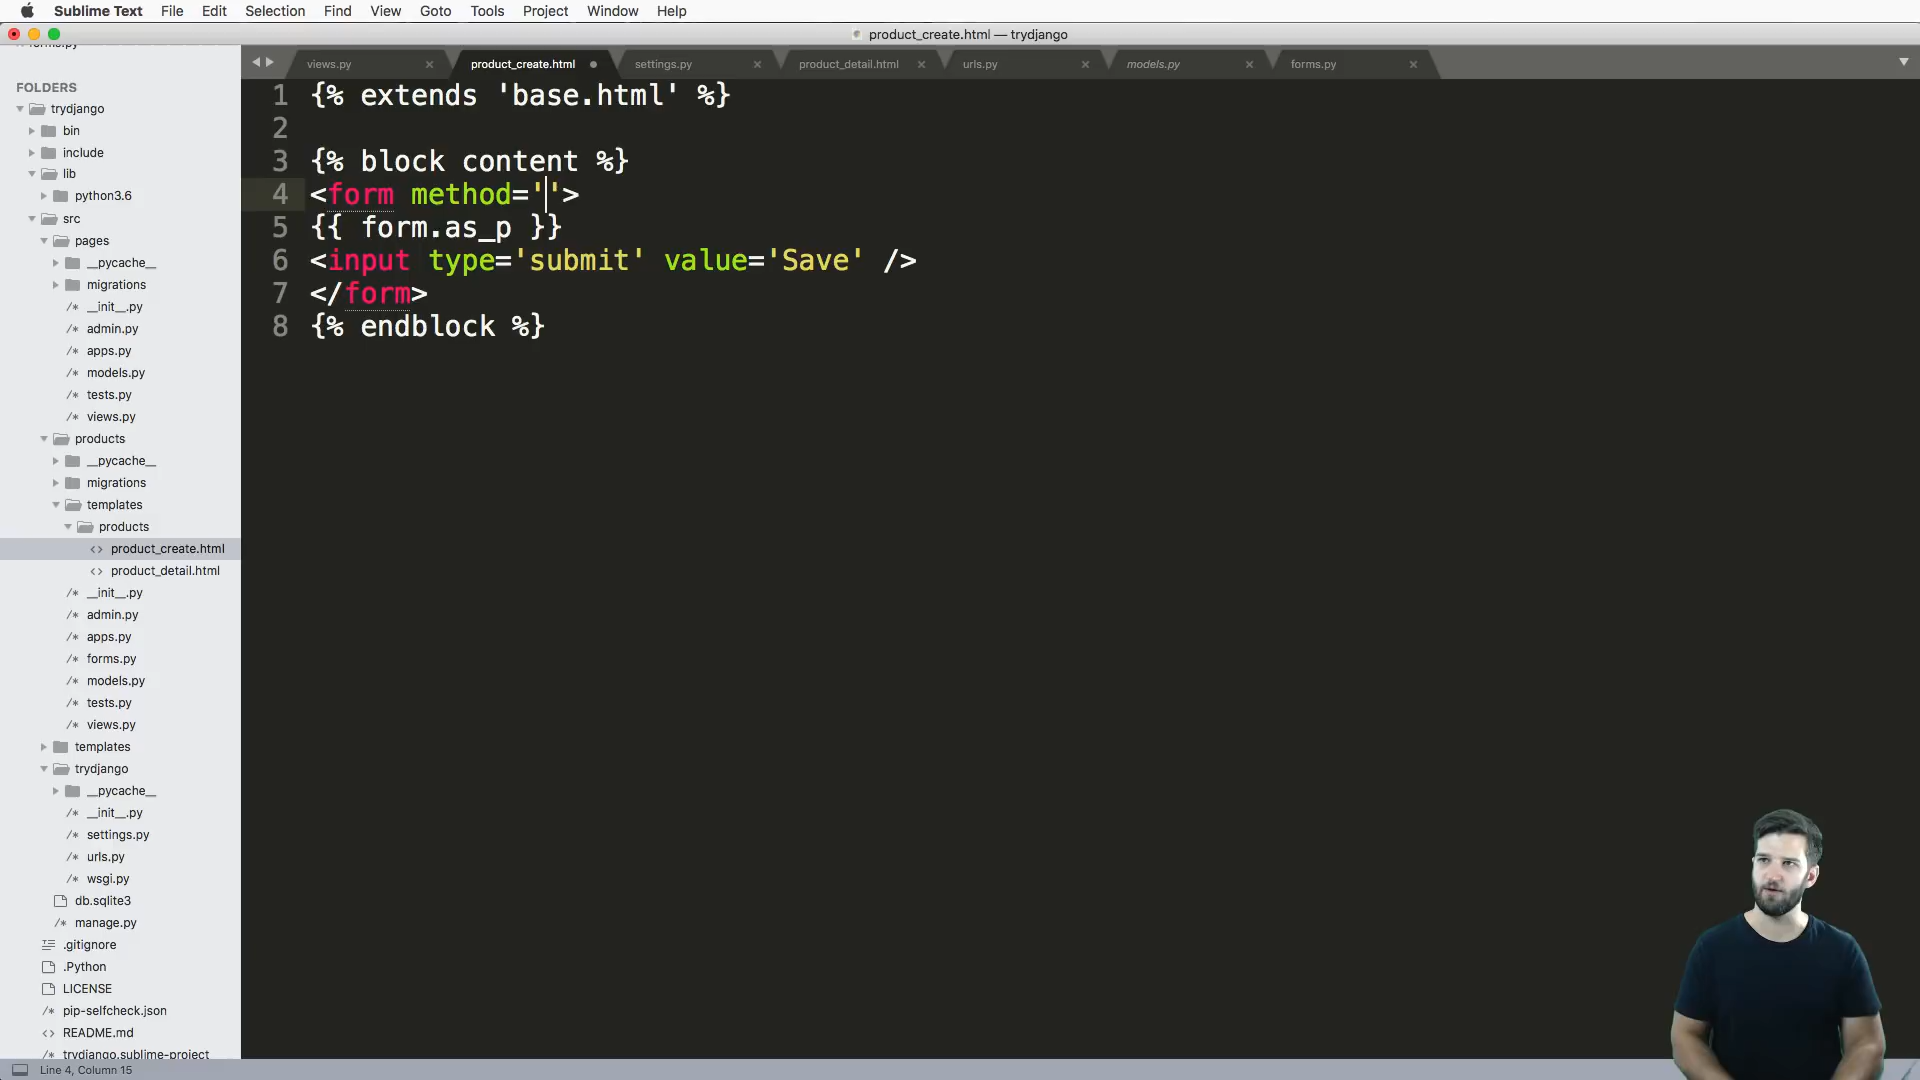 Sublime Text File Edit Selection Find View Goto Tools Project Window Help
product_create.html — trydjango
views.py product_create.html settings.py product_detail.html urls.py models.py forms.py
FOLDERS
trydjango
bin
include
lib
python3.6
src
pages
__pycache__
migrations
__init__.py
admin.py
apps.py
models.py
tests.py
views.py
products
__pycache__
migrations
templates
products
product_create.html
product_detail.html
__init__.py
admin.py
apps.py
forms.py
models.py
tests.py
views.py
templates
trydjango
__pycache__
__init__.py
settings.py
urls.py
wsgi.py
db.sqlite3
manage.py
.gitignore
.Python
LICENSE
pip-selfcheck.json
README.md
trydjango.sublime-project
1 {% extends 'base.html' %}
2
3 {% block content %}
4 <form method=''>
5 {{ form.as_p }}
6 <input type='submit' value='Save' />
7 </form>
8 {% endblock %}
Line 4, Column 15